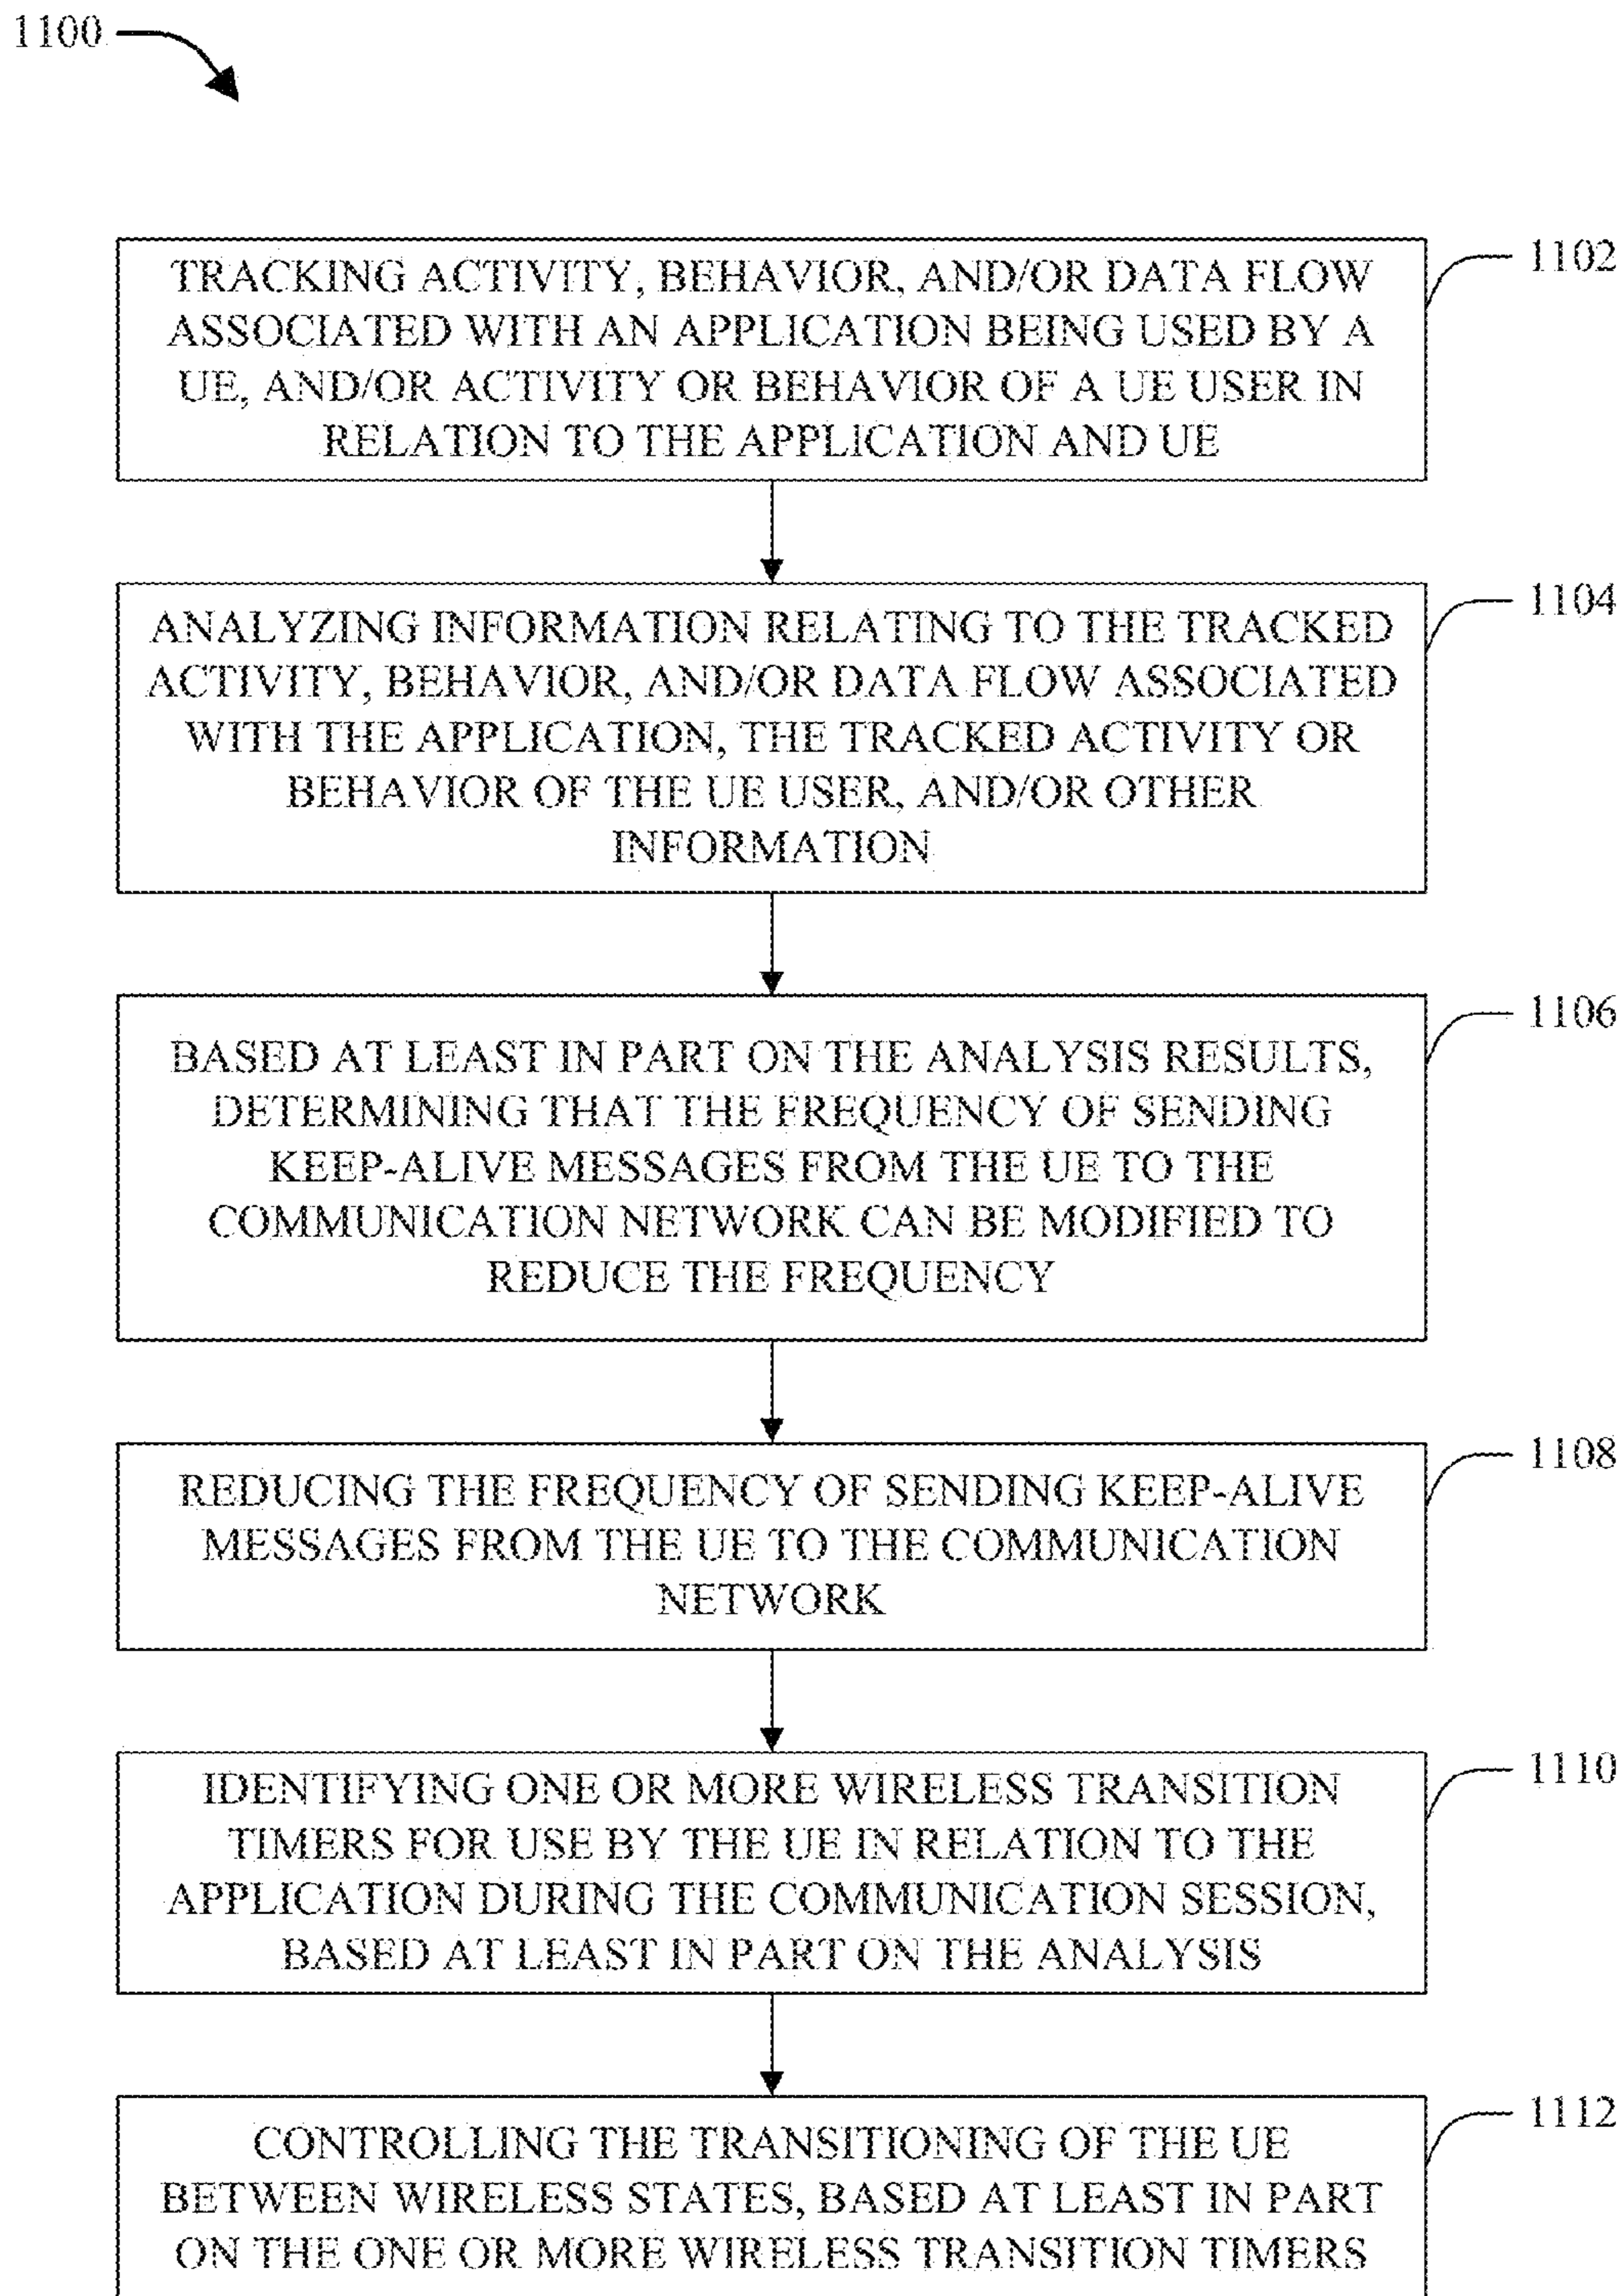 1100
TRACKING ACTIVITY, BEHAVIOR, AND/OR DATA FLOW
ASSOCIATED WITH AN APPLICATION BEING USED BY A
UE, AND/OR ACTIVITY OR BEHAVIOR OF A UE USER IN
RELATION TO THE APPLICATION AND UE
1102
ANALYZING INFORMATION RELATING TO THE TRACKED
ACTIVITY, BEHAVIOR, AND/OR DATA FLOW ASSOCIATED
WITH THE APPLICATION, THE TRACKED ACTIVITY OR
BEHAVIOR OF THE UE USER, AND/OR OTHER
INFORMATION
1104
BASED AT LEAST IN PART ON THE ANALYSIS RESULTS,
DETERMINING THAT THE FREQUENCY OF SENDING
KEEP-ALIVE MESSAGES FROM THE UE TO THE
COMMUNICATION NETWORK CAN BE MODIFIED TO
REDUCE THE FREQUENCY
1106
REDUCING THE FREQUENCY OF SENDING KEEP-ALIVE
MESSAGES FROM THE UE TO THE COMMUNICATION
NETWORK
1108
IDENTIFYING ONE OR MORE WIRELESS TRANSITION
TIMERS FOR USE BY THE UE IN RELATION TO THE
APPLICATION DURING THE COMMUNICATION SESSION,
BASED AT LEAST IN PART ON THE ANALYSIS
1110
CONTROLLING THE TRANSITIONING OF THE UE
BETWEEN WIRELESS STATES, BASED AT LEAST IN PART
ON THE ONE OR MORE WIRELESS TRANSITION TIMERS
1112